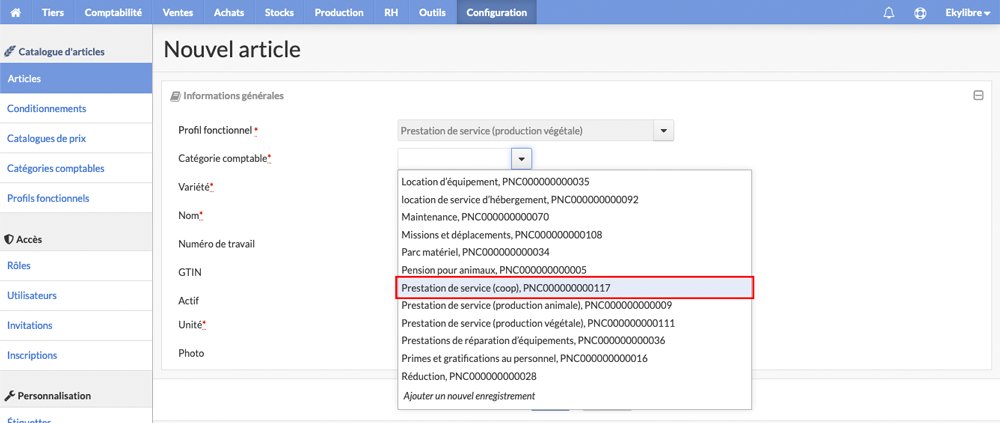 Tiers Comptabilité Ventes Achats Stocks Production RH Outils Configuration Ekylibre
Catalogue d'articles
Articles
Conditionnements
Catalogues de prix
Catégories comptables
Profils fonctionnels
Accès
Rôles
Utilisateurs
Invitations
Inscriptions
Personnalisation
Étiquettes
Nouvel article
Informations générales
Profil fonctionnel * Prestation de service (production végétale)
Catégorie comptable*
Variété*
Nom*
Numéro de travail
GTIN
Actif
Unité*
Photo
Location d'équipement, PNC000000000035
location de service d'hébergement, PNC000000000092
Maintenance, PNC000000000070
Missions et déplacements, PNC000000000108
Parc matériel, PNC000000000034
Pension pour animaux, PNC000000000005
Prestation de service (coop), PNC000000000117
Prestation de service (production animale), PNC000000000009
Prestation de service (production végétale), PNC000000000111
Prestations de réparation d'équipements, PNC000000000036
Primes et gratifications au personnel, PNC000000000016
Réduction, PNC000000000028
Ajouter un nouvel enregistrement